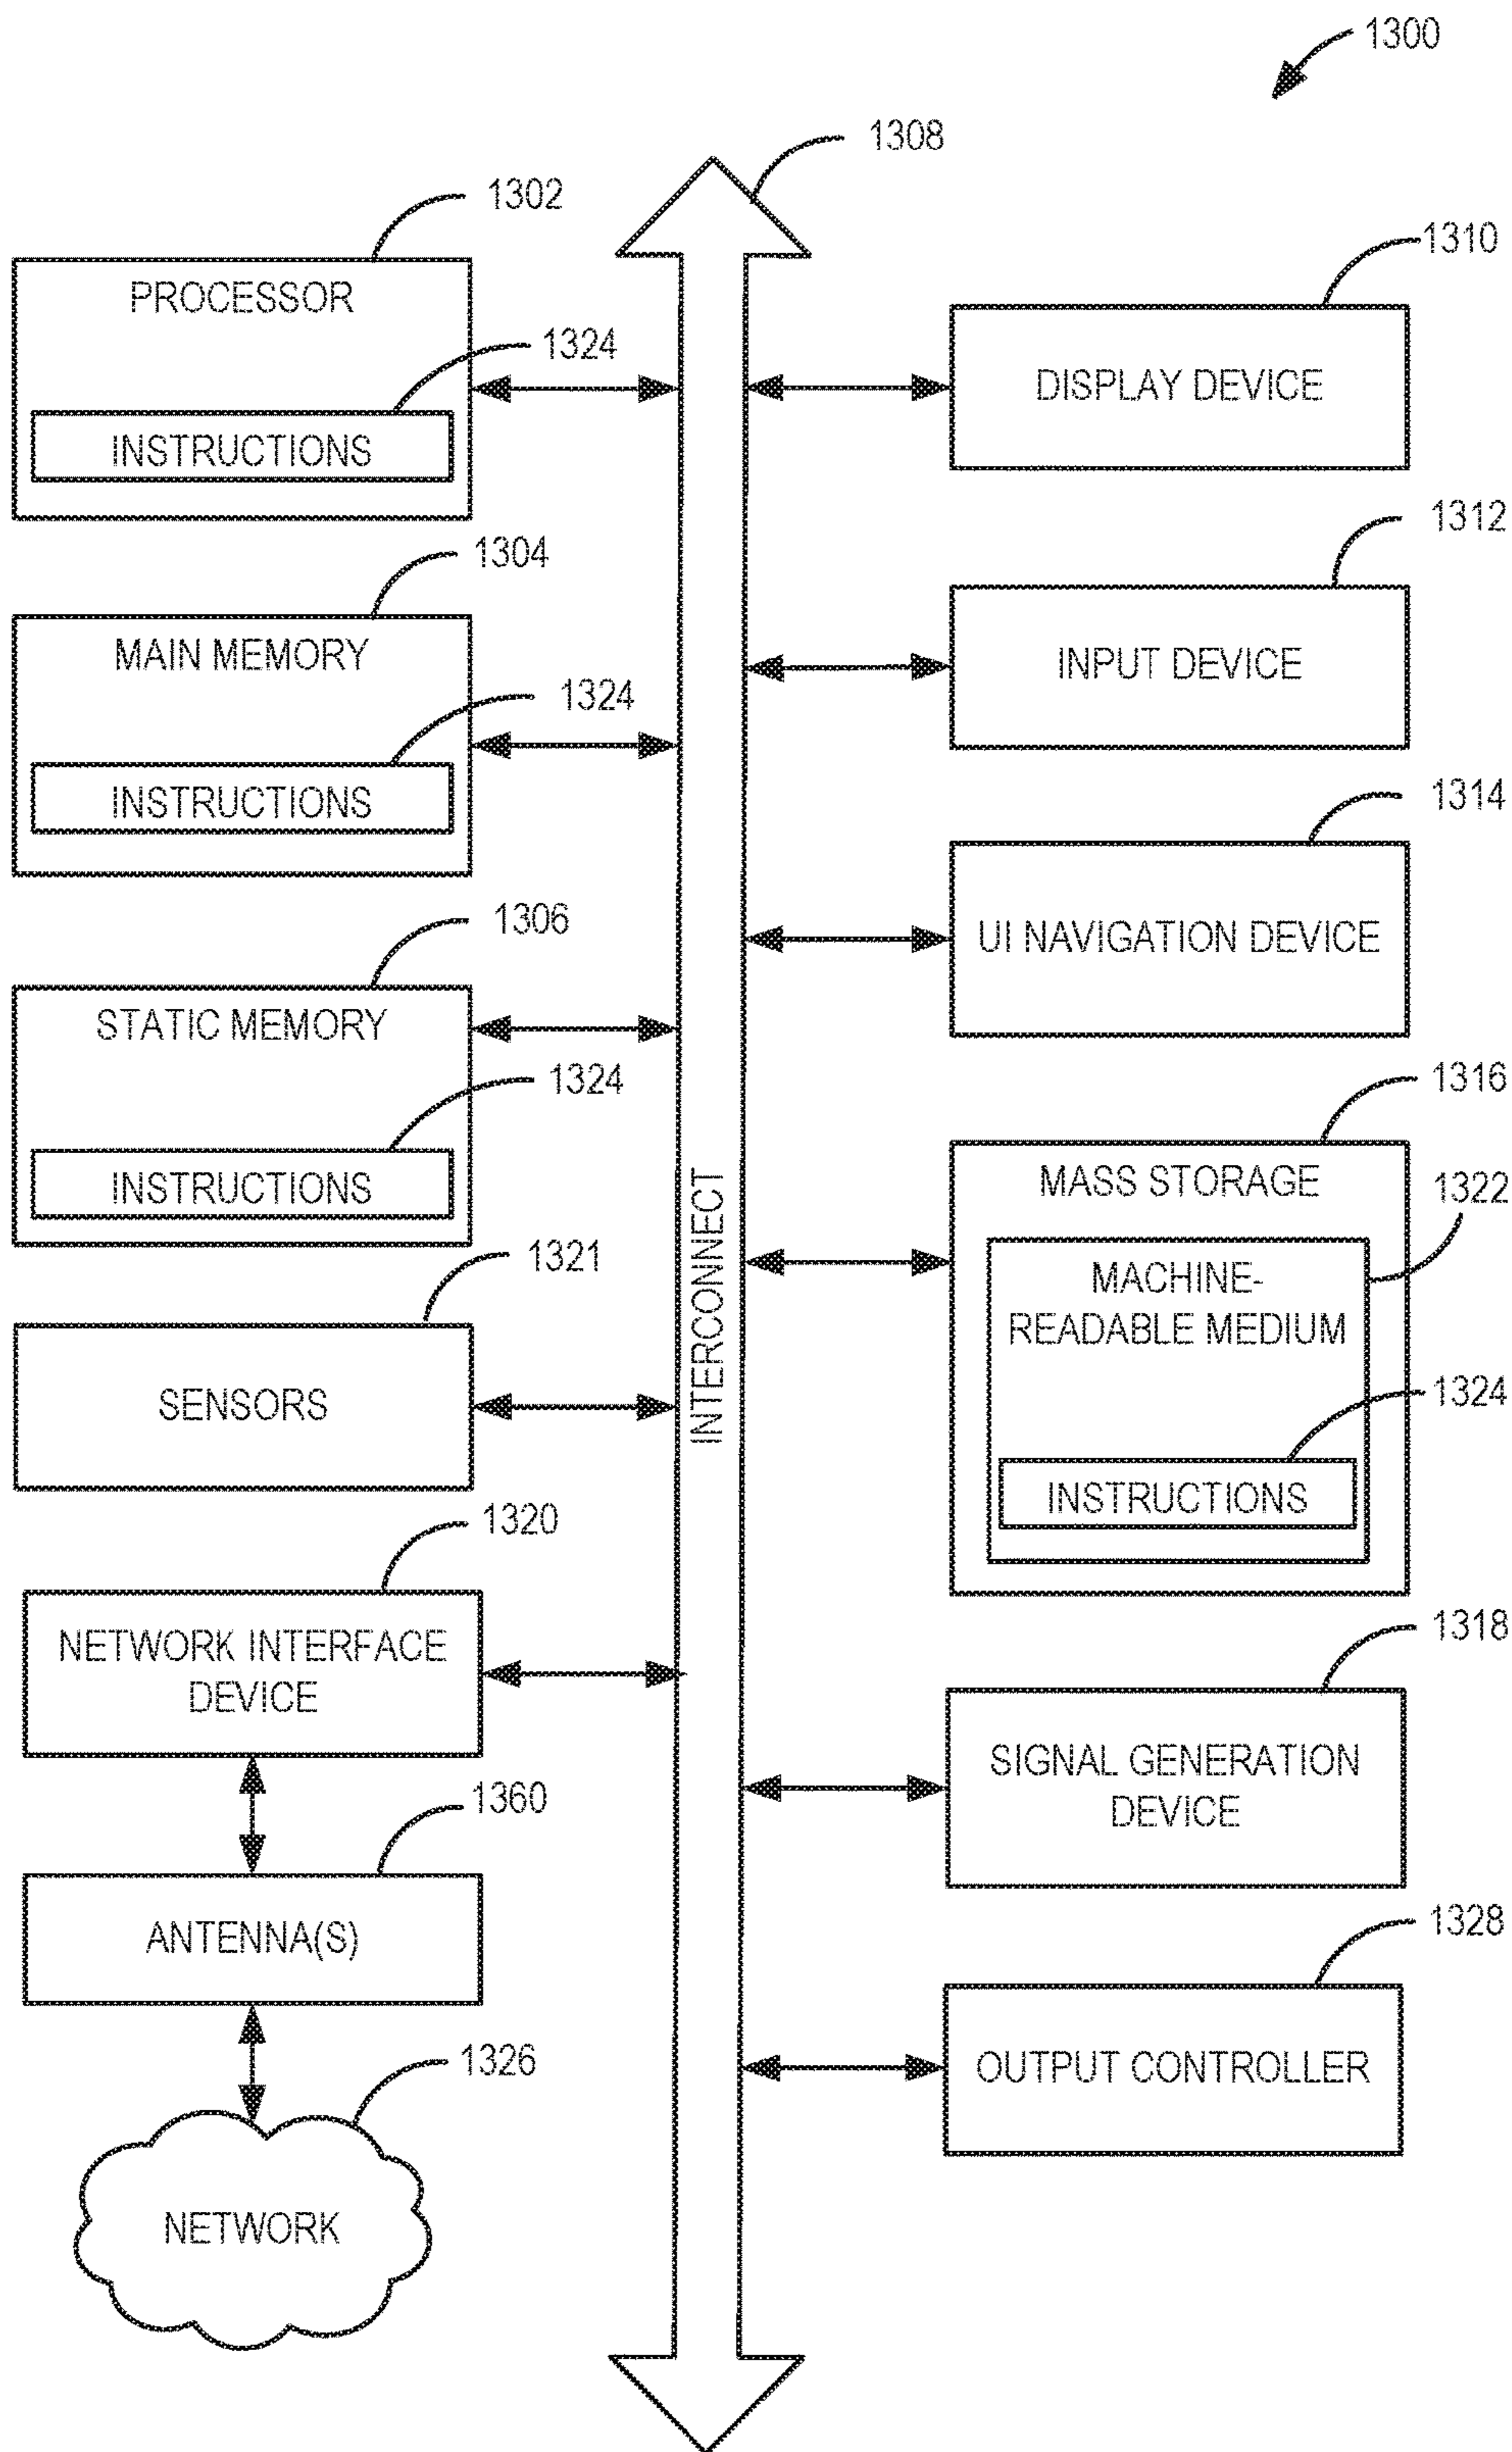 1300
1308
1302
PROCESSOR
1324
INSTRUCTIONS
1304
MAIN MEMORY
1324
INSTRUCTIONS
1306
STATIC MEMORY
1324
INSTRUCTIONS
1321
SENSORS
1320
NETWORK INTERFACE
DEVICE
1360
ANTENNA(S)
1326
NETWORK
INTERCONNECT
1310
DISPLAY DEVICE
1312
INPUT DEVICE
1314
UI NAVIGATION DEVICE
1316
MASS STORAGE
1322
MACHINE-
READABLE MEDIUM
1324
INSTRUCTIONS
1318
SIGNAL GENERATION
DEVICE
1328
OUTPUT CONTROLLER